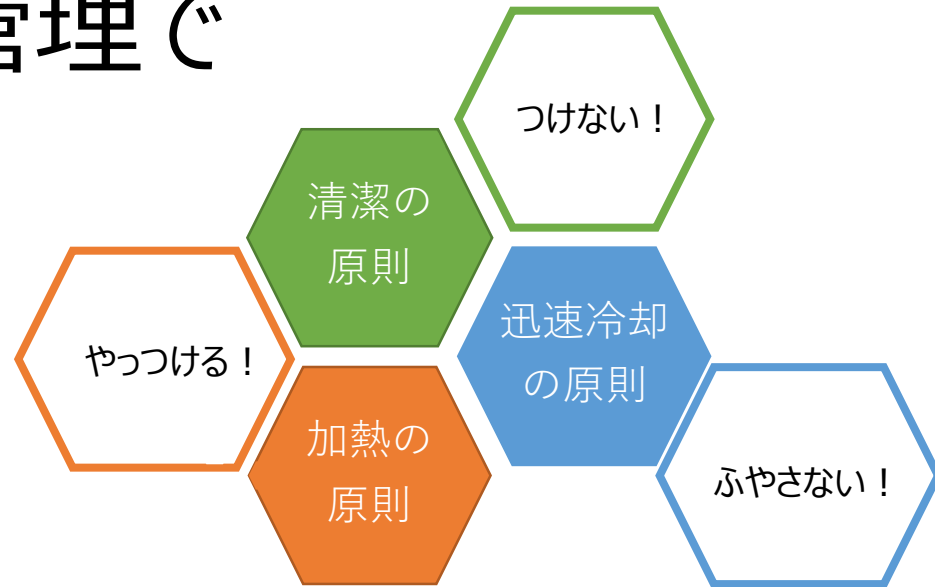 管理で
つけない！
清潔の
原則
迅速冷却
の原則
やっつける！
加熱の
原則
ふやさない！